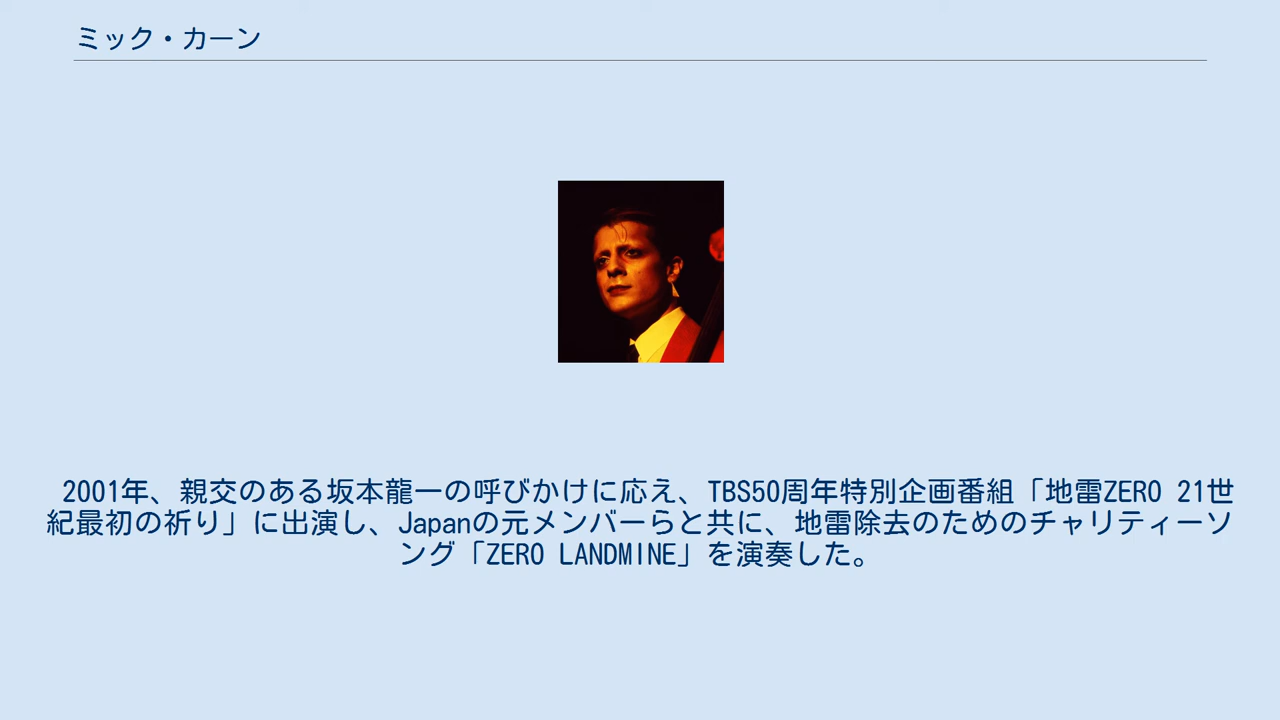 ミック・カーン
2001年、親交のある坂本龍一の呼びかけに応え、TBS50周年特別企画番組「地雷ZERO 21世
紀最初の祈り」に出演し、Japanの元メンバーらと共に、地雷除去のためのチャリティーソ
ング「ZERO LANDMINE」を演奏した。